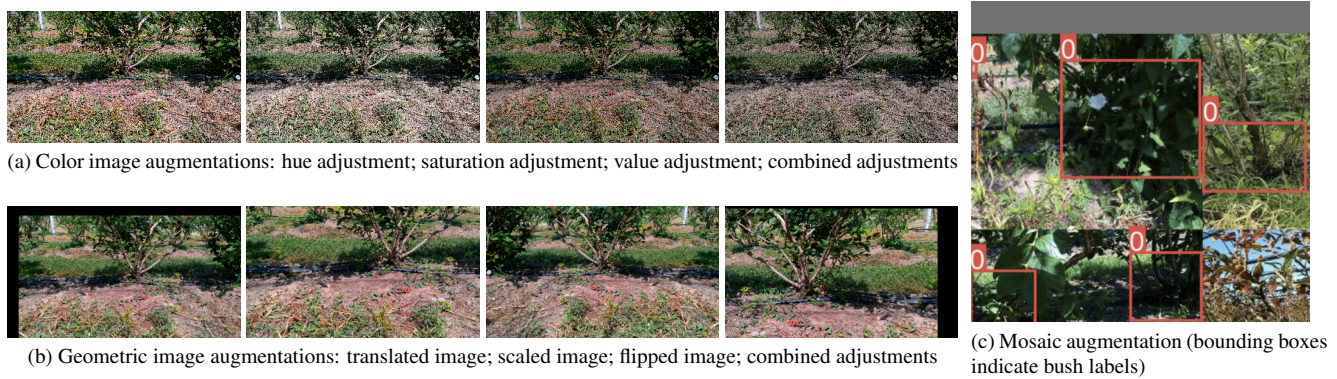 (a) Color image augmentations: hue adjustment; saturation adjustment; value adjustment; combined adjustments
(b) Geometric image augmentations: translated image; scaled image; flipped image; combined adjustments
0
0
0
0
0
(c) Mosaic augmentation (bounding boxes
indicate bush labels)